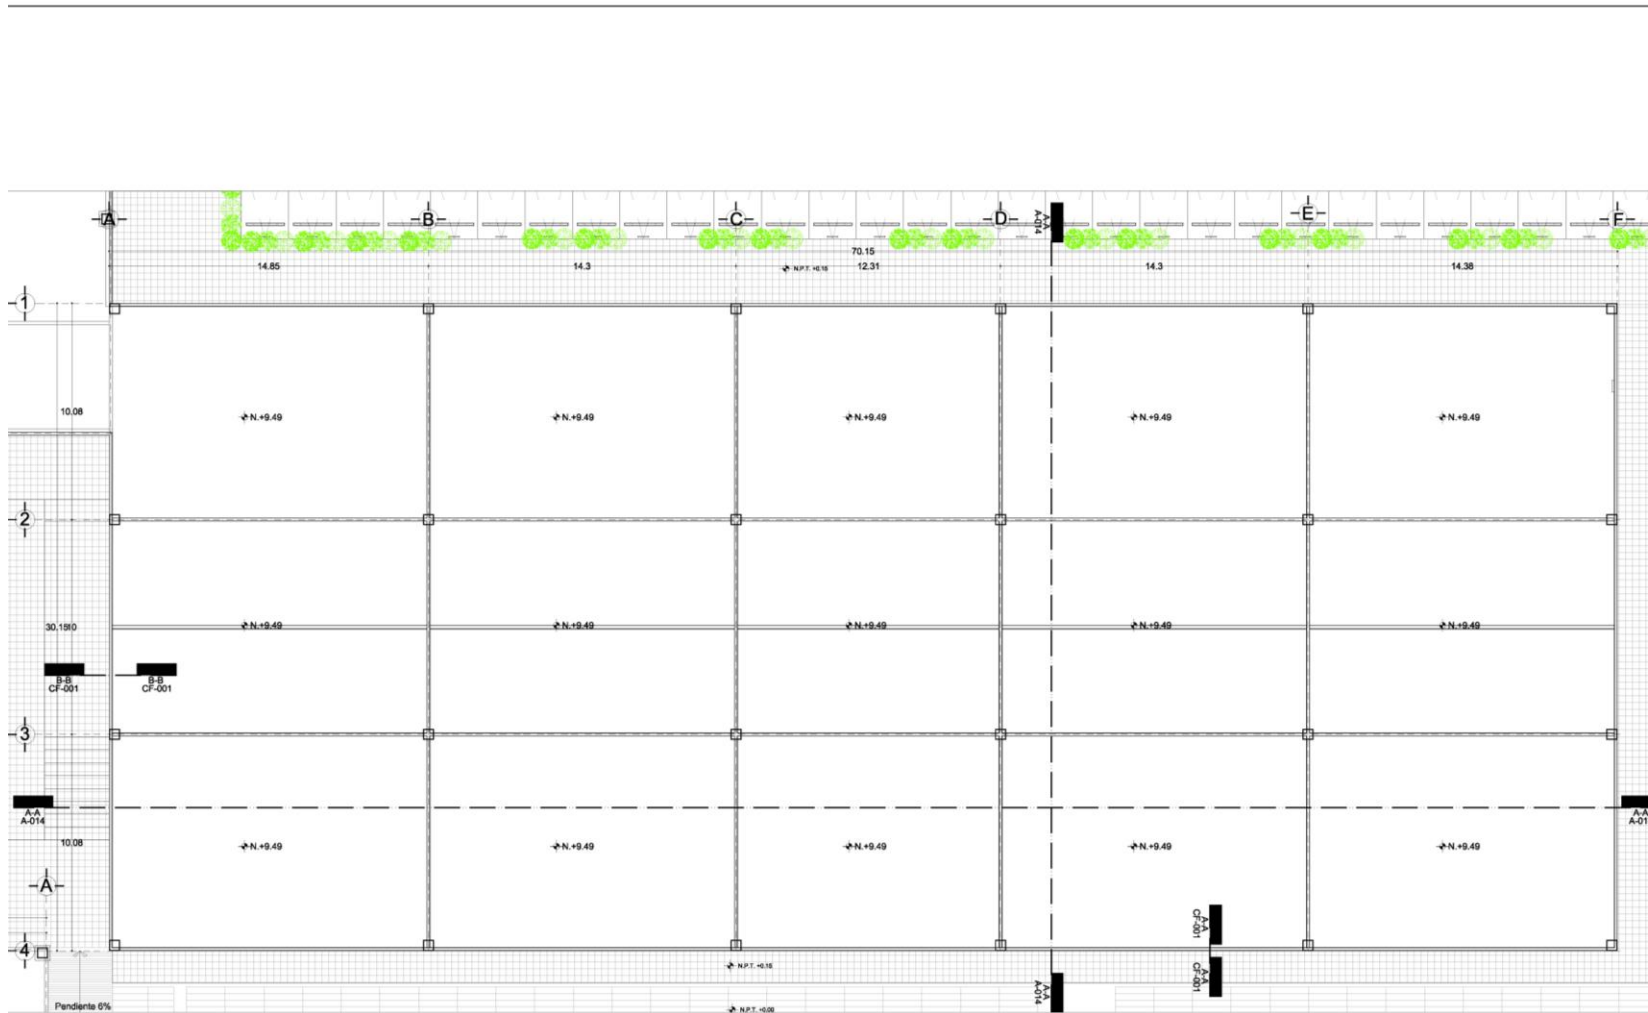 A B C D E F
A-A
A-014
70.15
14.85 14.3 12.31 14.3 14.38
N.P.T. +0.15
1
10.08
N.+9.49 N.+9.49 N.+9.49 N.+9.49 N.+9.49
2
30.15 10
N.+9.49 N.+9.49 N.+9.49 N.+9.49 N.+9.49
B-B B-B
CF-001 CF-001
3
A-A A-A
A-014 A-01
10.08
N.+9.49 N.+9.49 N.+9.49 N.+9.49 N.+9.49
A
A-A
CF-001
4
N.P.T. +0.15
A-A
CF-001
A-A
A-014
Pendiente 6%
N.P.T. +0.00